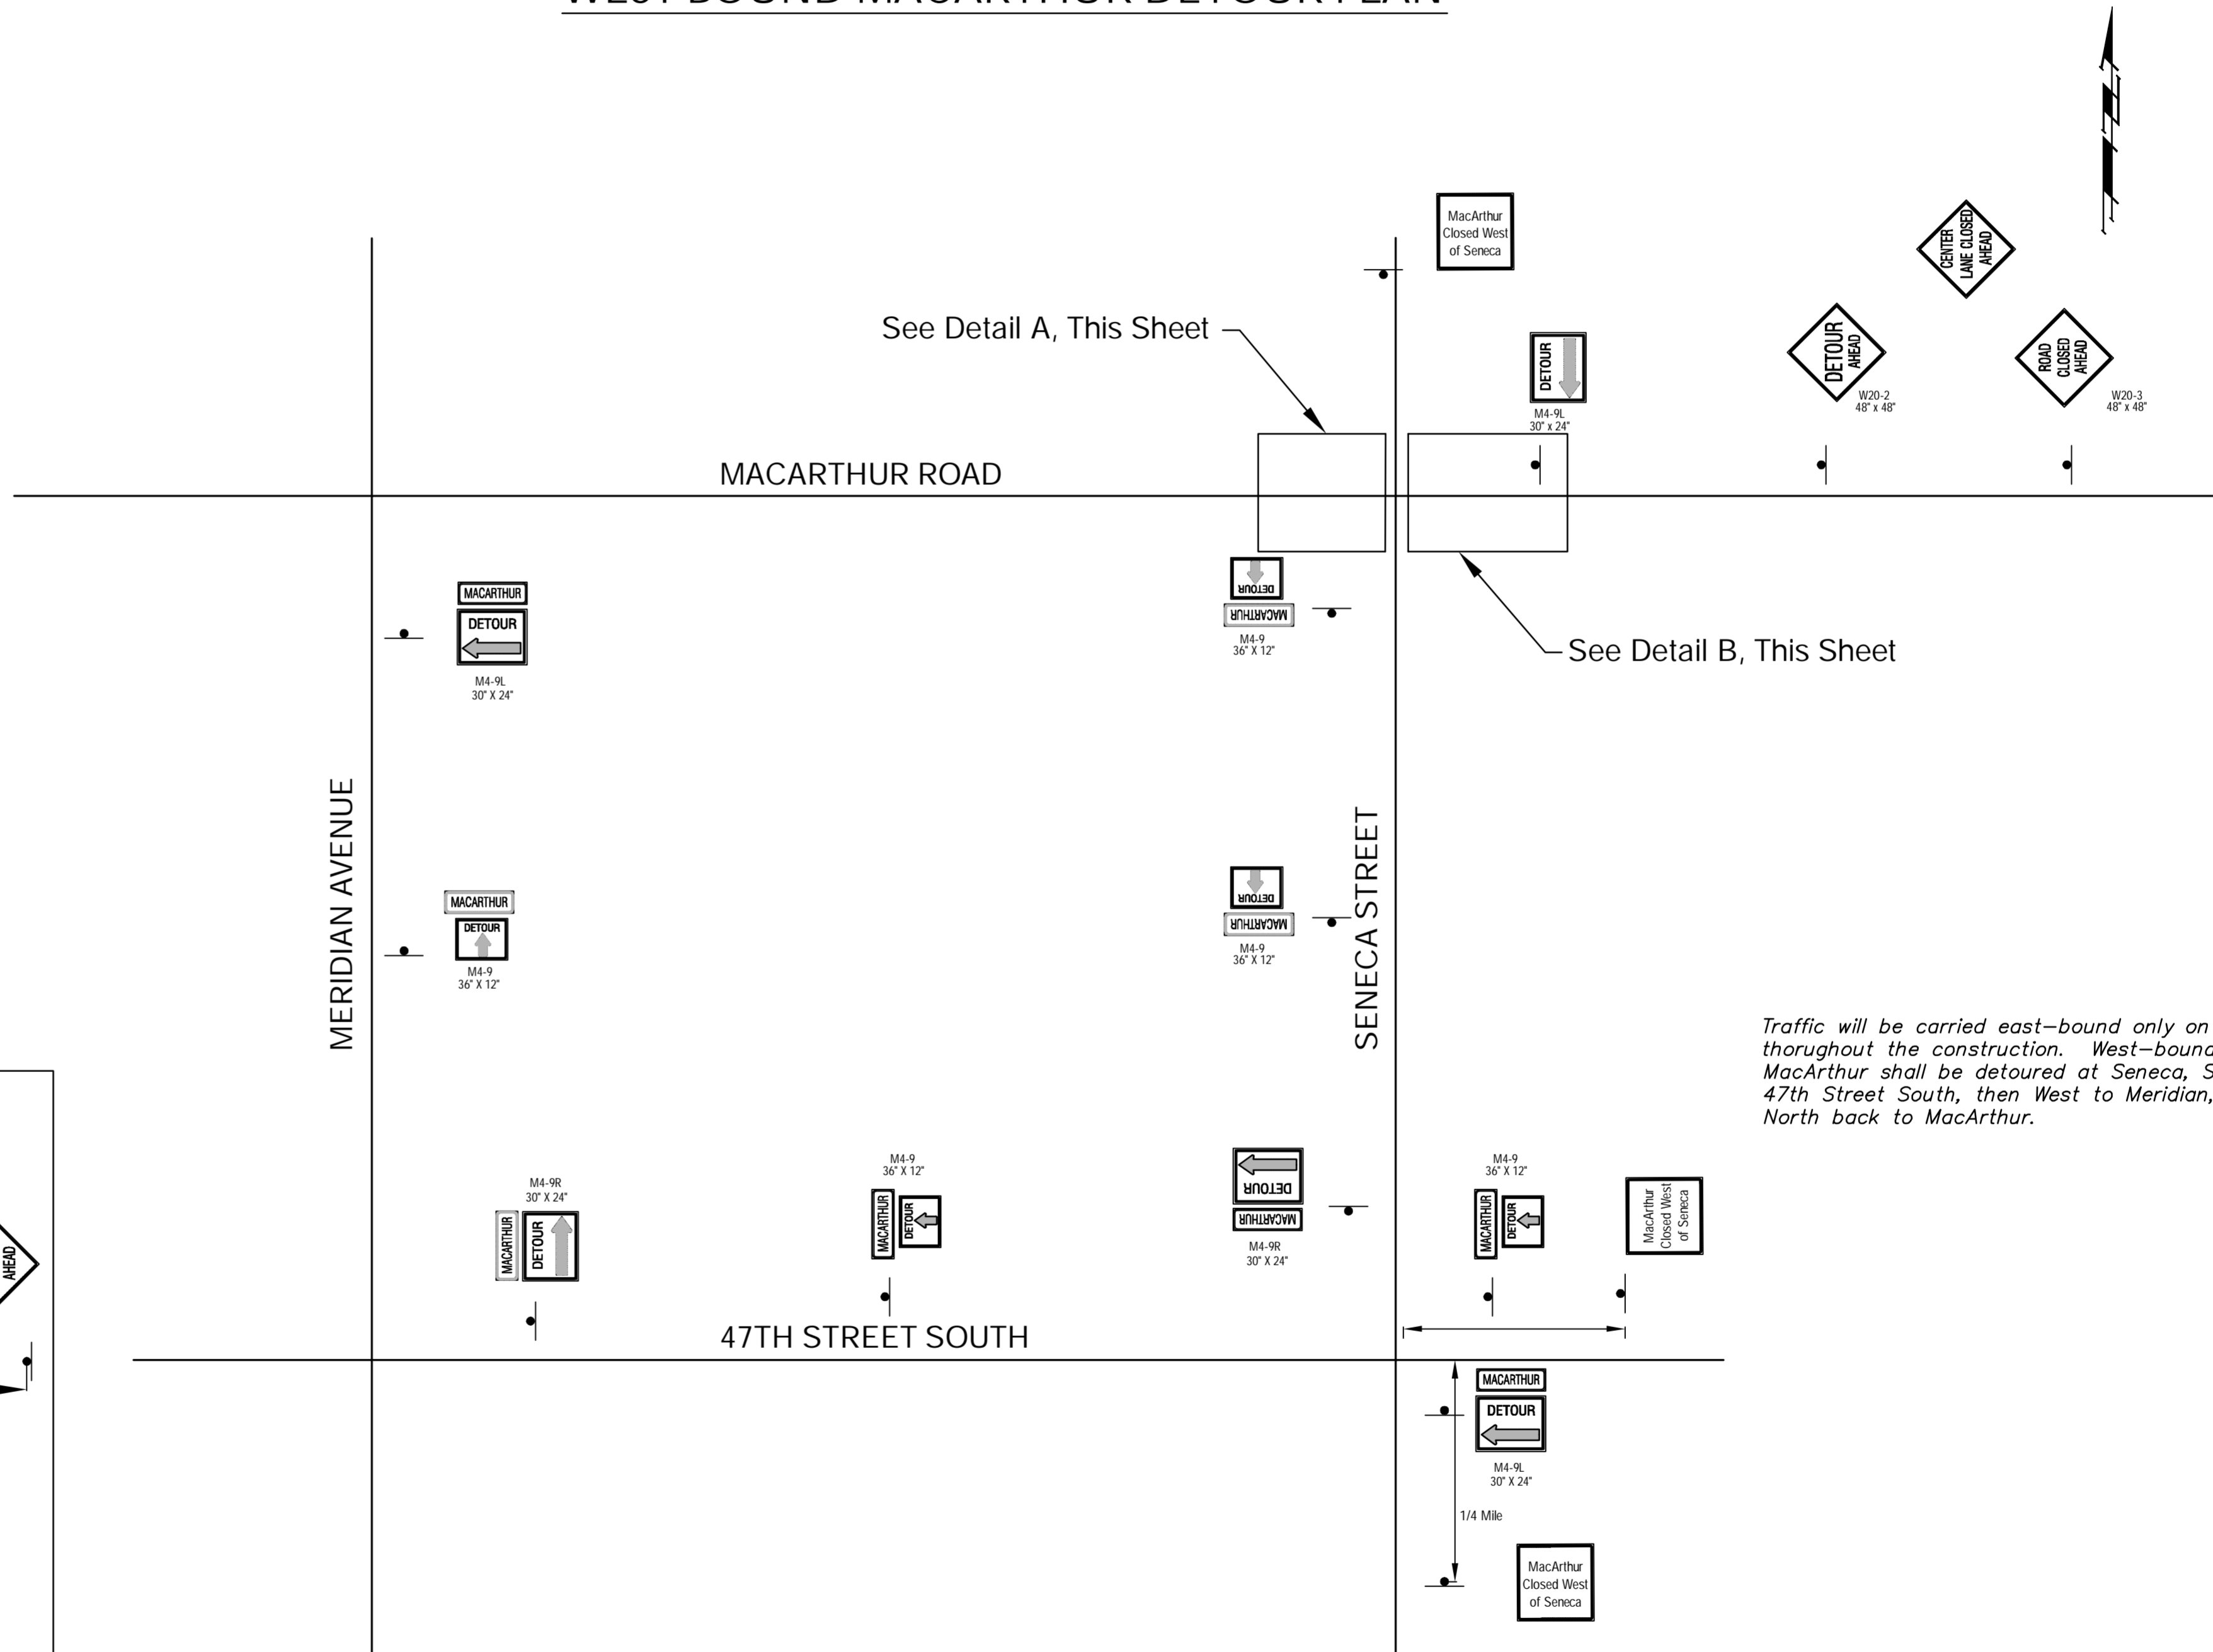 WEST BOUND MACARTHUR DETOUR PLAN
MacArthur
Closed West
of Seneca
CENTER
LANE CLOSED
AHEAD
See Detail A, This Sheet
DETOUR
M4-9L
30" x 24"
DETOUR
AHEAD
W20-2
48" x 48"
ROAD
CLOSED
AHEAD
W20-3
48" x 48"
MACARTHUR ROAD
MACARTHUR
DETOUR
M4-9L
30" X 24"
DETOUR
MACARTHUR
M4-9
36" X 12"
See Detail B, This Sheet
MERIDIAN AVENUE
MACARTHUR
DETOUR
M4-9
36" X 12"
DETOUR
MACARTHUR
M4-9
36" X 12"
SENECA STREET
Traffic will be carried east-bound only on
thorughout the construction. West-bound
MacArthur shall be detoured at Seneca, S
47th Street South, then West to Meridian,
North back to MacArthur.
M4-9R
30" X 24"
MACARTHUR
DETOUR
M4-9
36" X 12"
MACARTHUR
DETOUR
DETOUR
MACARTHUR
M4-9R
30" X 24"
M4-9
36" X 12"
MACARTHUR
DETOUR
MacArthur
Closed West
of Seneca
AHEAD
47TH STREET SOUTH
MACARTHUR
DETOUR
M4-9L
30" X 24"
1/4 Mile
MacArthur
Closed West
of Seneca